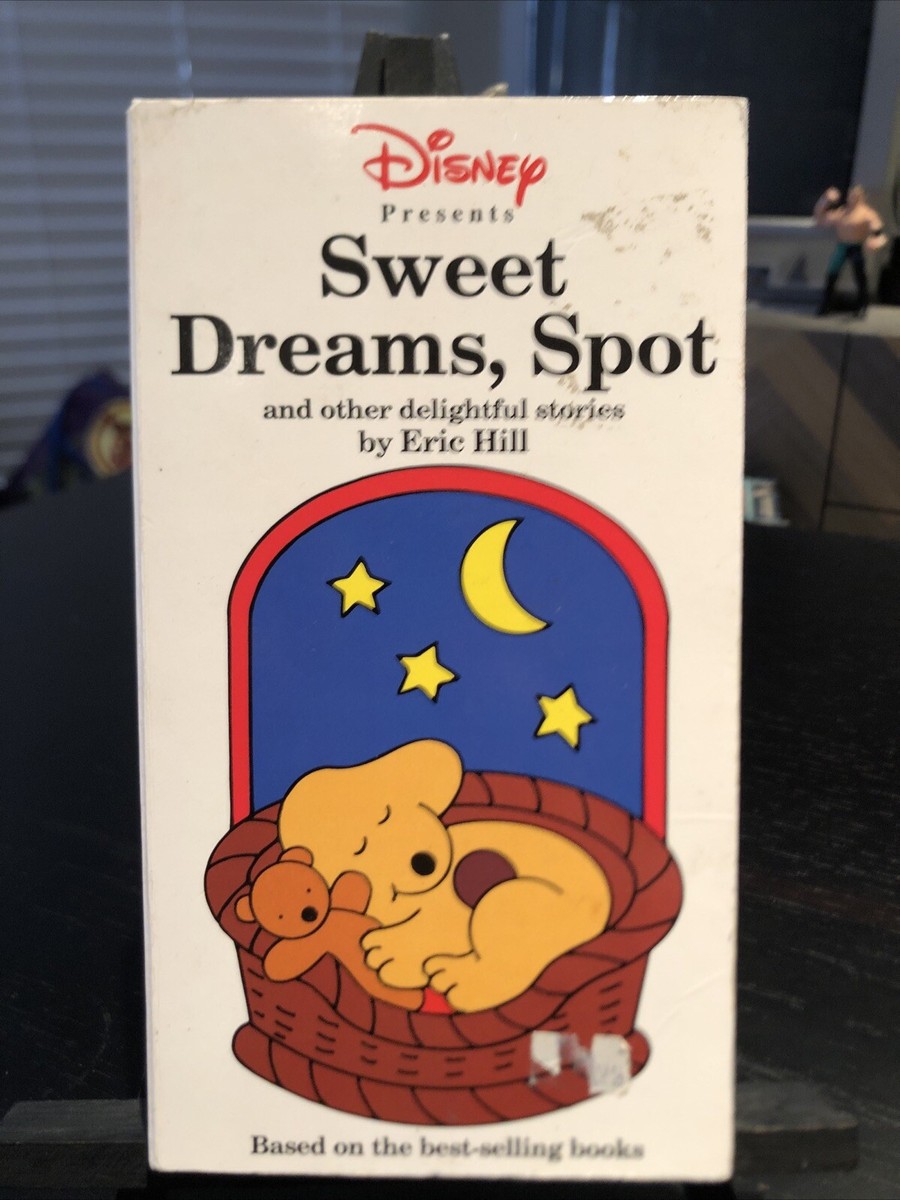 Disney
Presents
Sweet
Dreams, Spot
and other delightful stories
by Eric Hill
Based on the best-selling books